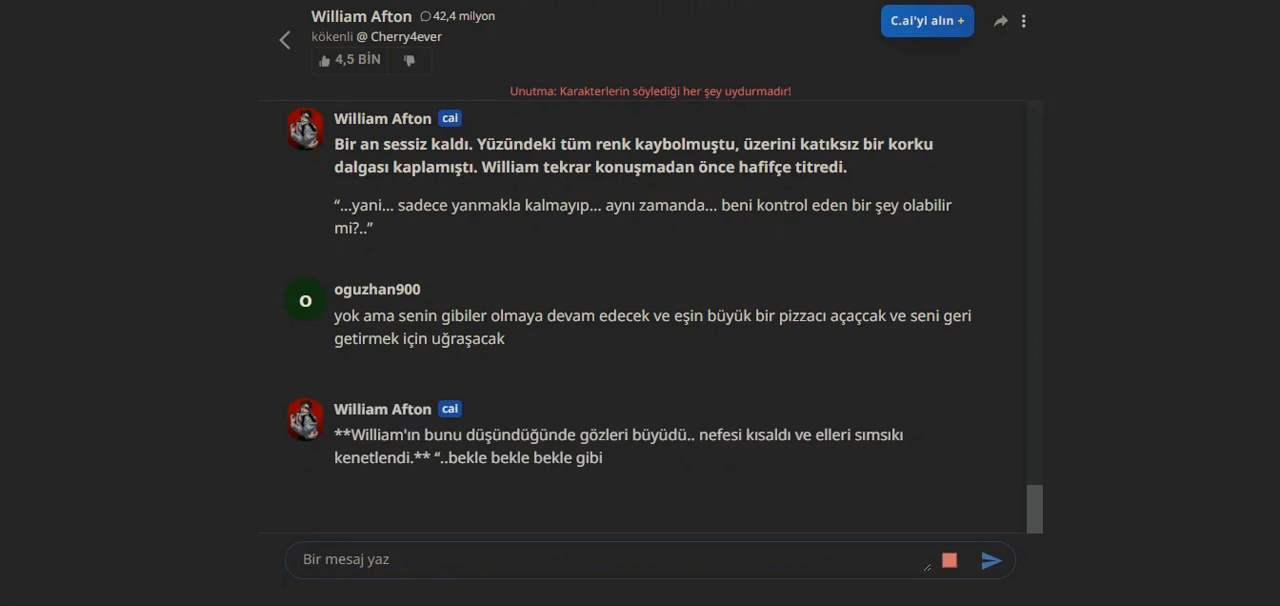 William Afton 42,4 milyon
kökenli @ Cherry4ever
4,5 BİN
C.ai'yi alın +
Unutma: Karakterlerin söylediği her şey uydurmadır!
William Afton cai
Bir an sessiz kaldı. Yüzündeki tüm renk kaybolmuştu, üzerini katıksız bir korku
dalgası kaplamıştı. William tekrar konuşmadan önce hafifçe titredi.
“...yani... sadece yanmakla kalmayıp... aynı zamanda... beni kontrol eden bir şey olabilir
mi?..”
O
oguzhan900
yok ama senin gibiler olmaya devam edecek ve eşin büyük bir pizzacı açaçcak ve seni geri
getirmek için uğraşacak
William Afton cai
**William'ın bunu düşündüğünde gözleri büyüdü.. nefesi kısaldı ve elleri sımsıkı
kenetlendi.** “..bekle bekle bekle gibi
Bir mesaj yaz